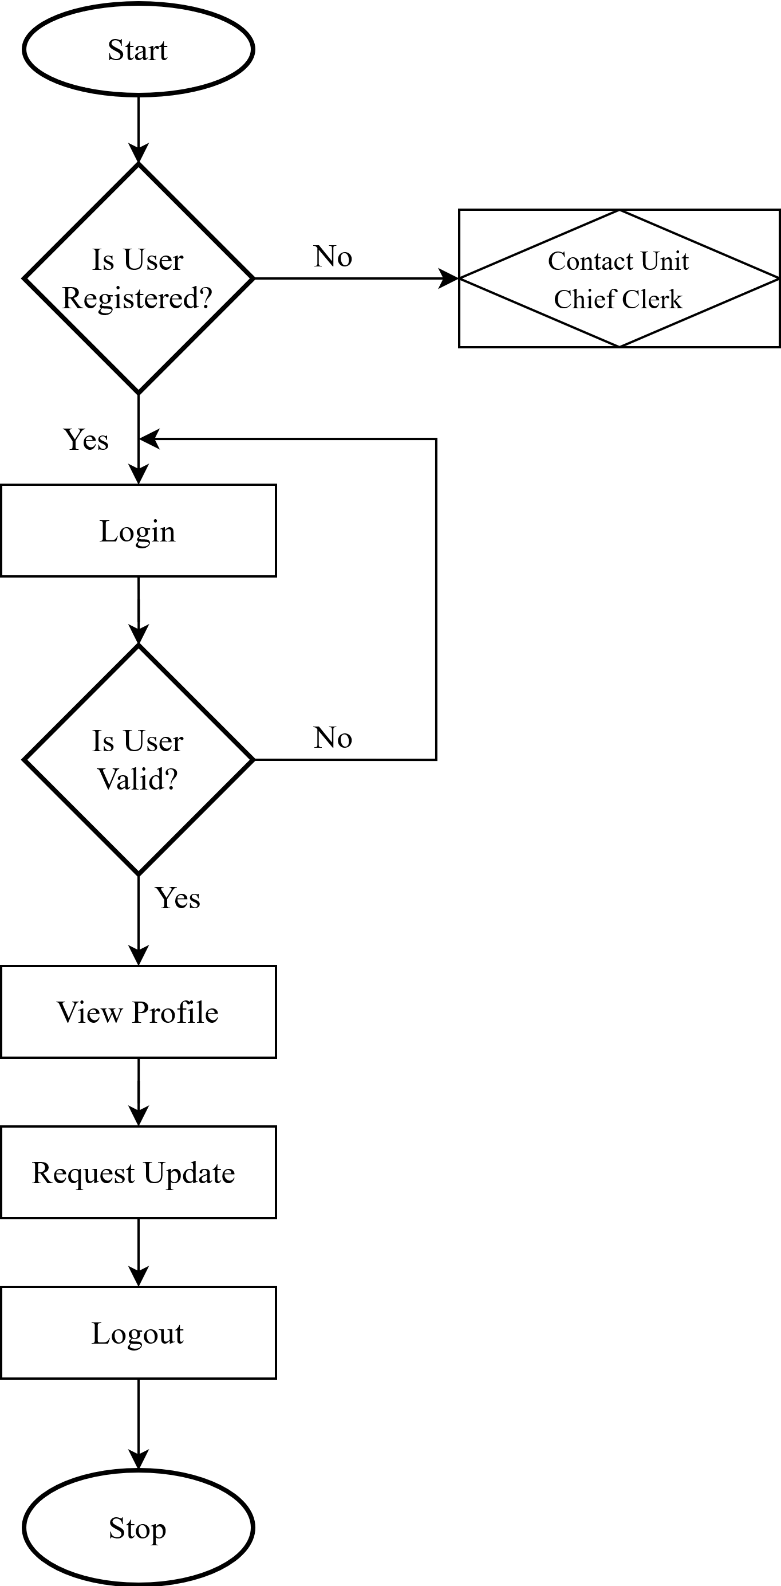 Start
Is User
Registered?
No
Contact Unit
Chief Clerk
Yes
Login
Is User
Valid?
No
Yes
View Profile
Request Update
Logout
Stop